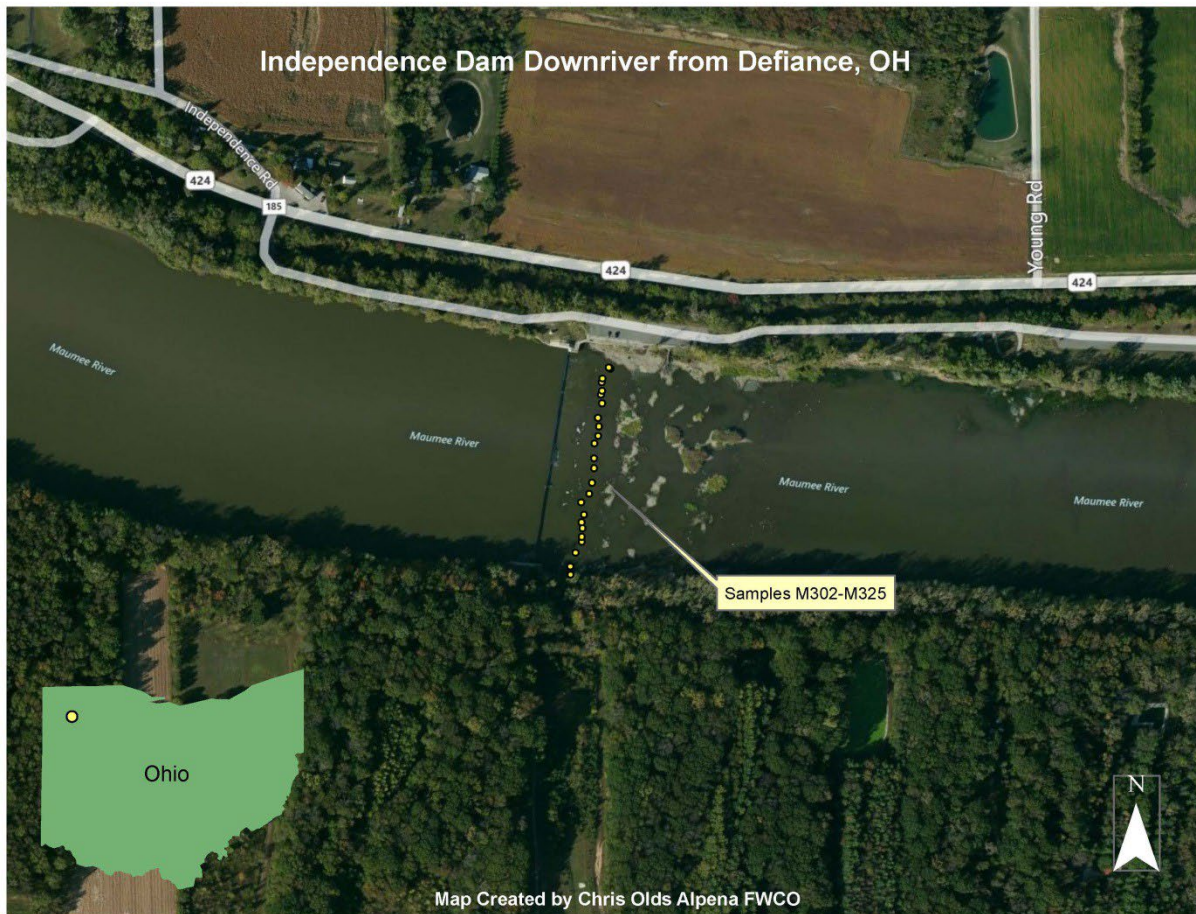 Independence Dam Downriver from Defiance, OH
Independence Rd
424
185
Young Rd
424
424
Maumee River
Maumee River
Maumee River
Maumee River
Samples M302-M325
Ohio
N
Map Created by Chris Olds Alpena FWCO